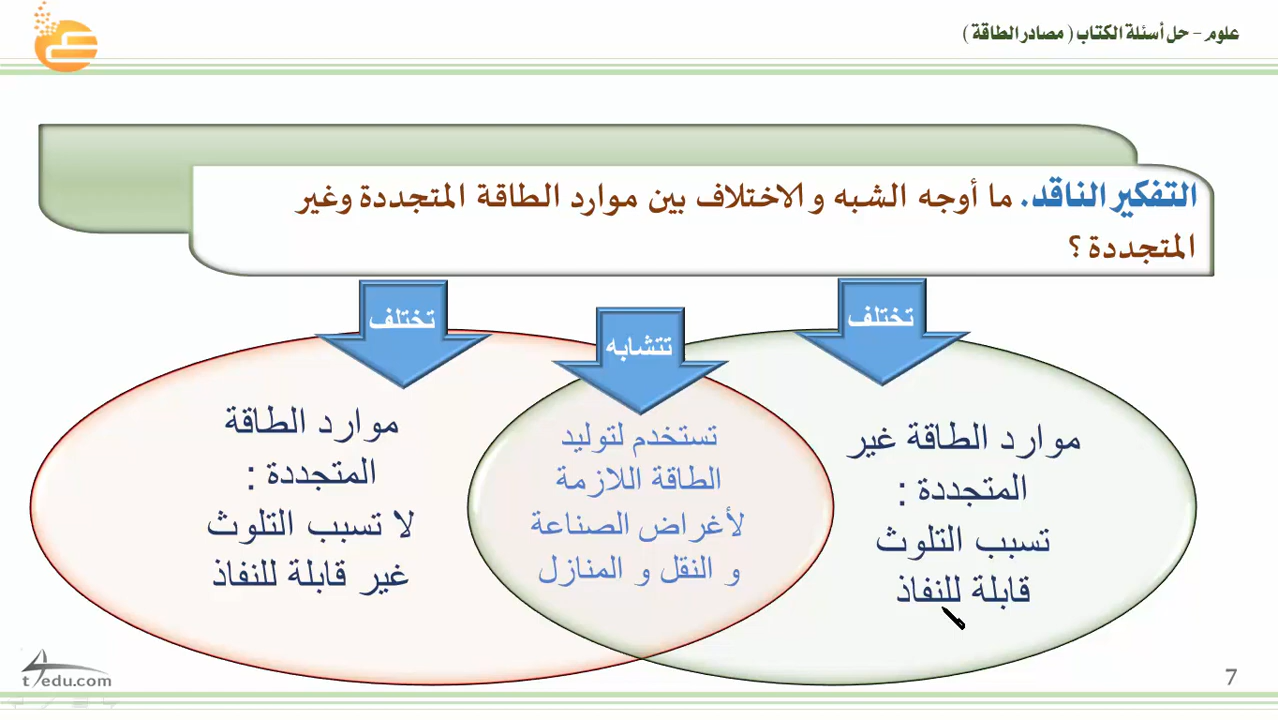 علوم - حل أسئلة الكتاب ( مصادر الطاقة )
التفكير الناقد. ما أوجه الشبه والاختلاف بين موارد الطاقة المتجددة وغير
المتجددة ؟
تختلف
تتشابه
تختلف
موارد الطاقة غير
المتجددة :
تسبب التلوث
قابلة للنفاذ
تستخدم لتوليد
الطاقة اللازمة
لأغراض الصناعة
و النقل و المنازل
موارد الطاقة
المتجددة :
لا تسبب التلوث
غير قابلة للنفاذ
t4edu.com
7